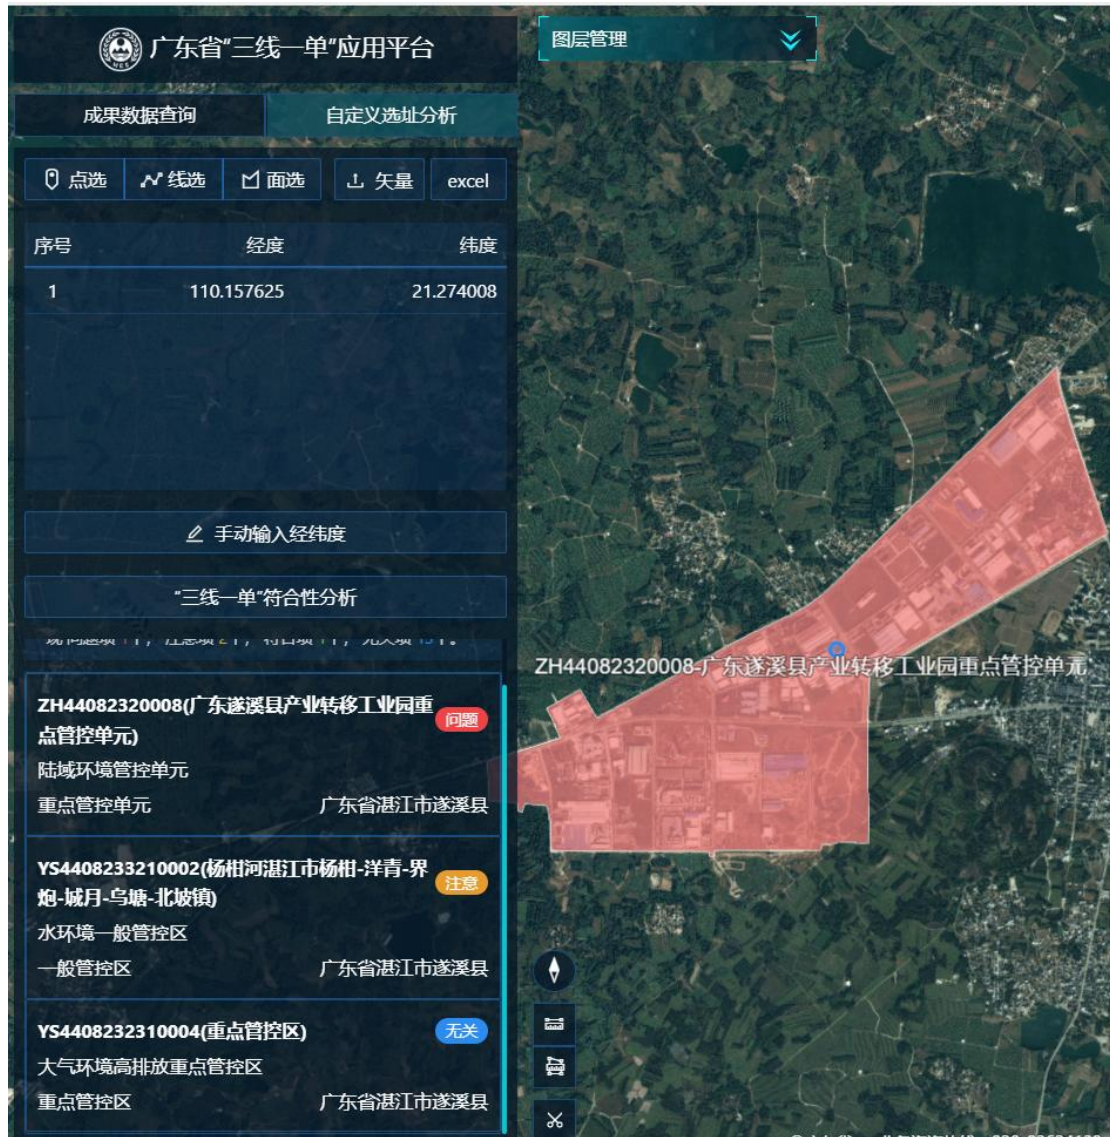 广东省“三线一单”应用平台
图层管理
成果数据查询 自定义选址分析
点选 线选 面选 矢量 excel
序号 经度 纬度
1 110.157625 21.274008
手动输入经纬度
“三线一单”符合性分析
ZH44082320008(广东遂溪县产业转移工业园重
点管控单元)
问题
陆域环境管控单元
重点管控单元 广东省湛江市遂溪县
YS4408233210002(杨柑河湛江市杨柑-洋青-界
炮-城月-乌塘-北坡镇)
注意
水环境一般管控区
一般管控区 广东省湛江市遂溪县
YS4408232310004(重点管控区) 无关
大气环境高排放重点管控区
重点管控区 广东省湛江市遂溪县
ZH44082320008-广东遂溪县产业转移工业园重点管控单元